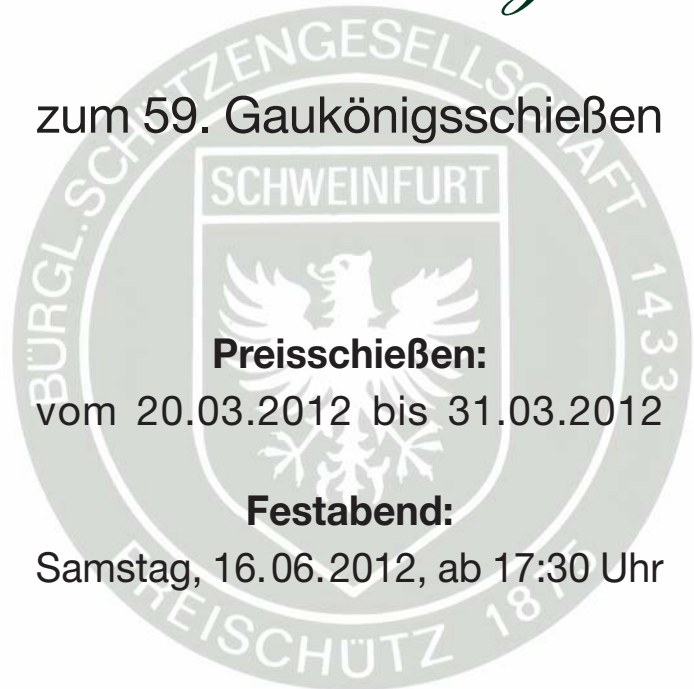 BÜRGL. SCHÜTZENGESELLSCHAFT 1433
zum 59. Gaukönigsschießen
SCHWEINFURT
Preisschießen:
vom 20.03.2012 bis 31.03.2012
Festabend:
Samstag, 16.06.2012, ab 17:30 Uhr
FREISCHÜTZ